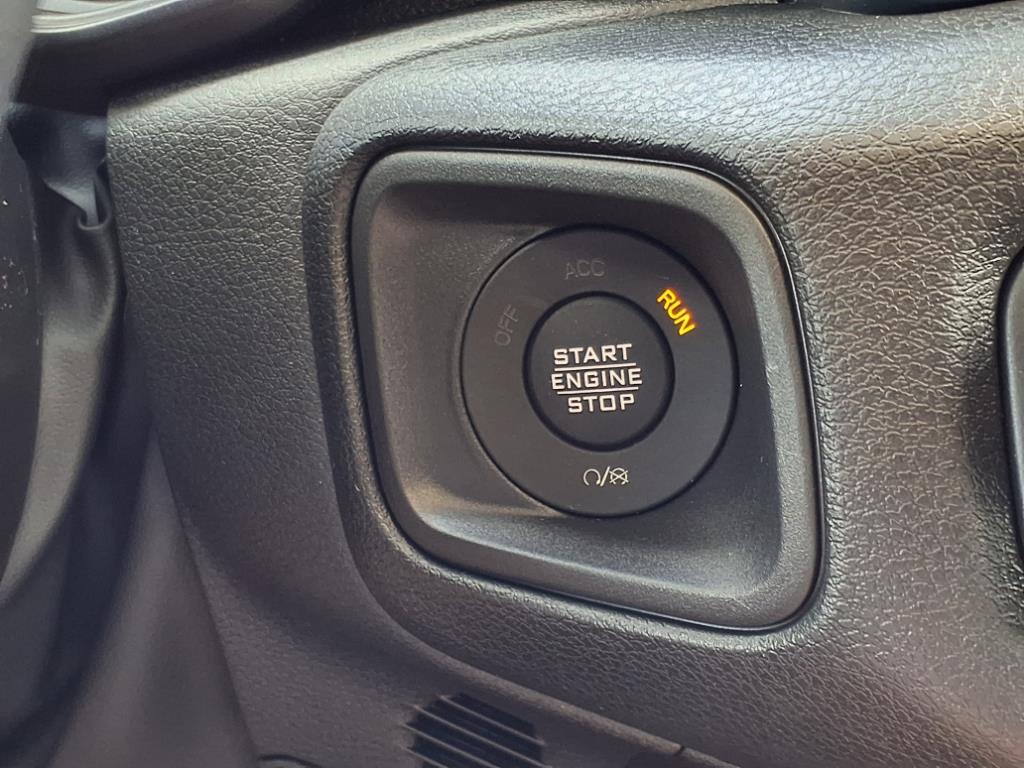 ACC
OFF
RUN
START
ENGINE
STOP